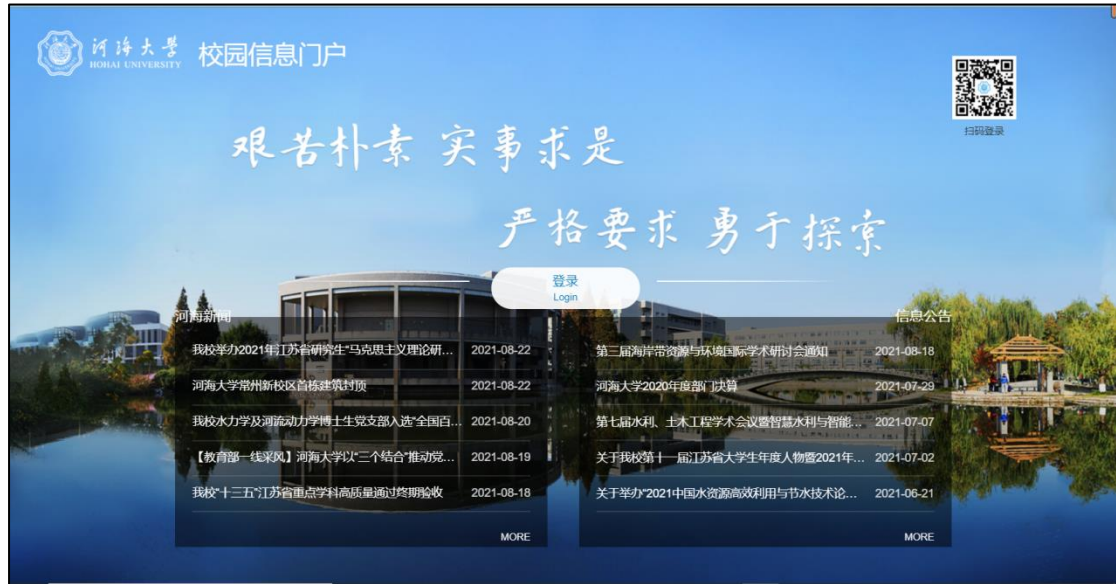 河海大学
HOHAI UNIVERSITY
校园信息门户
扫码登录
艰苦朴素 实事求是
严格要求 勇于探索
登录
Login
河海新闻
我校举办2021年江苏省研究生“马克思主义理论研... 2021-08-22
河海大学常州新校区首栋建筑封顶 2021-08-22
我校水力学及河流动力学博士生党支部入选“全国百... 2021-08-20
【教育部一线采风】河海大学以“三个结合”推动党... 2021-08-19
我校“十三五”江苏省重点学科高质量通过终期验收 2021-08-18
MORE
信息公告
第三届海岸带资源与环境国际学术研讨会通知 2021-08-18
河海大学2020年度部门决算 2021-07-29
第七届水利、土木工程学术会议暨智慧水利与智能... 2021-07-07
关于我校第十一届江苏省大学生年度人物暨2021年... 2021-07-02
关于举办“2021中国水资源高效利用与节水技术论... 2021-06-21
MORE